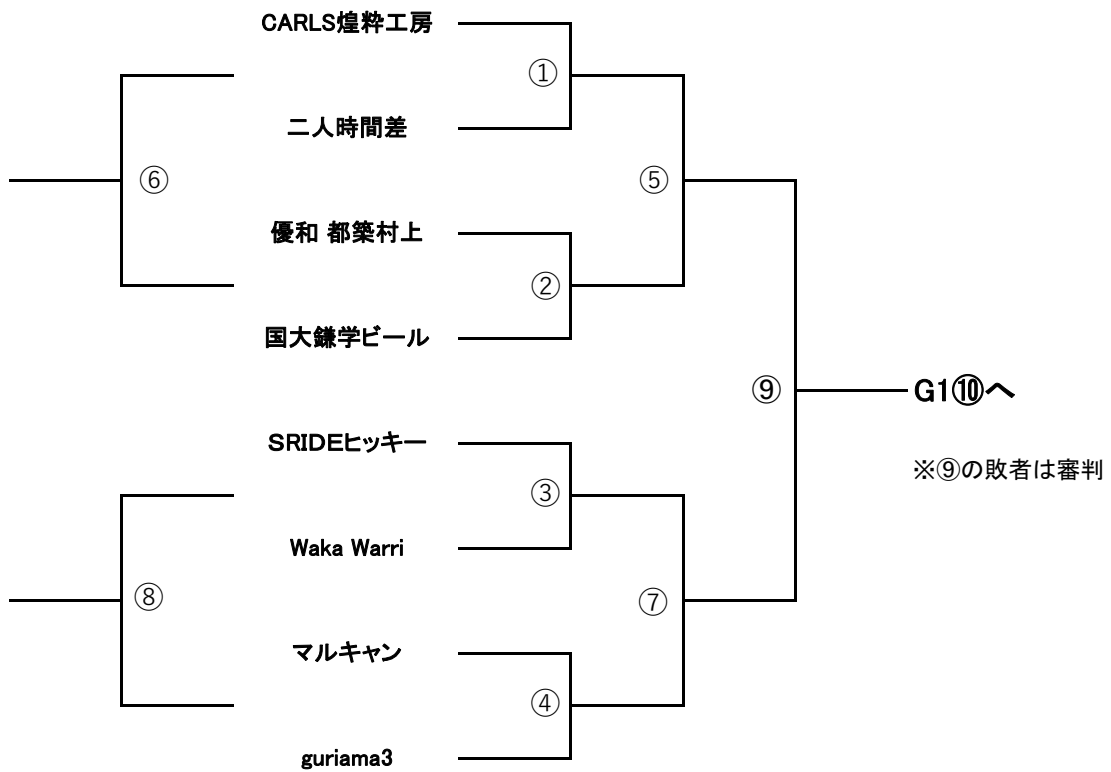 CARLS煌粋工房
①
二人時間差
⑥
⑤
優和 都築村上
②
国大鎌学ビール
⑨
G1⑩へ
SRIDEヒッキー
※⑨の敗者は審判
③
Waka Warri
⑧
⑦
マルキャン
④
guriama3